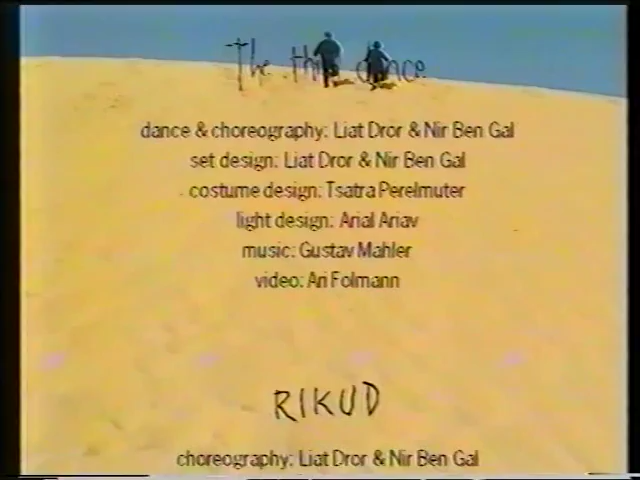 The third dance
dance & choreography: Liat Dror & Nir Ben Gal
set design: Liat Dror & Nir Ben Gal
costume design: Tsatra Perelmuter
light design: Arial Ariav
music: Gustav Mahler
video: Ari Folmann
RIKUD
choreography: Liat Dror & Nir Ben Gal